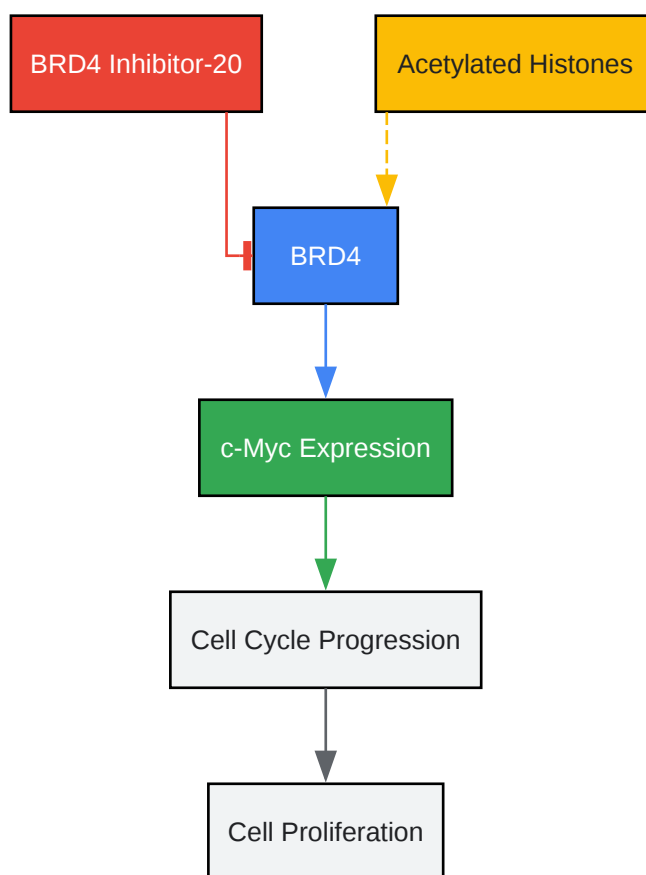 BRD4 Inhibitor-20
Acetylated Histones
BRD4
c-Myc Expression
Cell Cycle Progression
Cell Proliferation